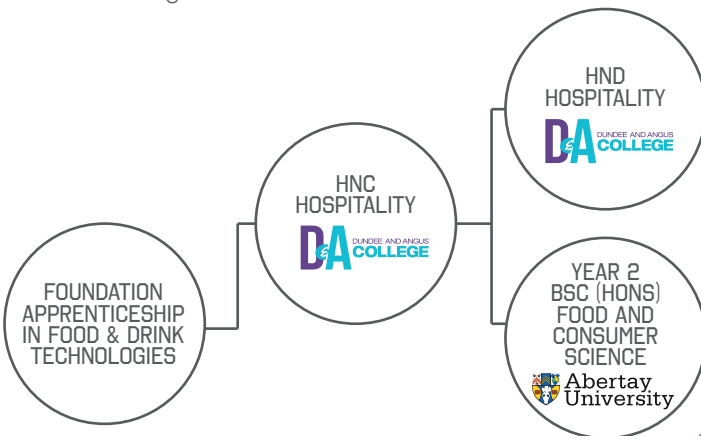 HND
HOSPITALITY
D&A DUNDEE AND ANGUS
COLLEGE
HNC
HOSPITALITY
D&A DUNDEE AND ANGUS
COLLEGE
FOUNDATION
APPRENTICESHIP
IN FOOD & DRINK
TECHNOLOGIES
YEAR 2
BSC (HONS)
FOOD AND
CONSUMER
SCIENCE
Abertay
University